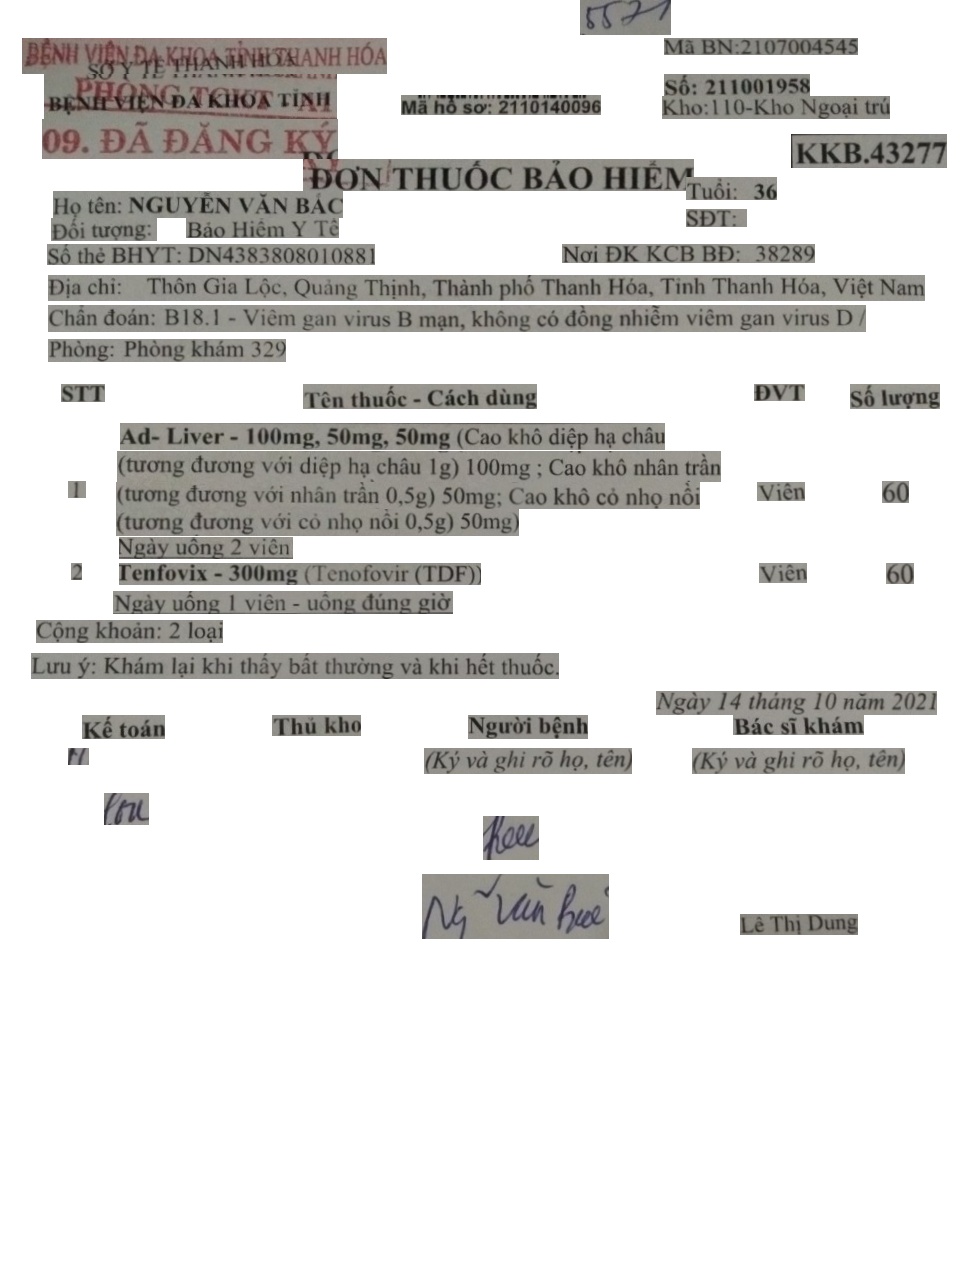 5571
BỆNH VIỆN ĐA KHOA TỈNH THANH HÓA
SỞ Y TẾ THANH HÓA
PHÒNG TCKT
BỆNH VIỆN ĐA KHOA TỈNH
09. ĐÃ ĐĂNG KÝ
Mã hồ sơ: 2110140096
Mã BN:2107004545
Số: 211001958
Kho:110-Kho Ngoại trú
KKB.43277
ĐƠN THUỐC BẢO HIỂM
Họ tên: NGUYỄN VĂN BẮC
Tuổi: 36
Đối tượng: Bảo Hiểm Y Tế
SĐT:
Số thẻ BHYT: DN4383808010881
Nơi ĐK KCB BĐ: 38289
Địa chỉ: Thôn Gia Lộc, Quảng Thịnh, Thành phố Thanh Hóa, Tỉnh Thanh Hóa, Việt Nam
Chẩn đoán: B18.1 - Viêm gan virus B mạn, không có đồng nhiễm viêm gan virus D /
Phòng: Phòng khám 329
STT Tên thuốc - Cách dùng ĐVT Số lượng
Ad- Liver - 100mg, 50mg, 50mg (Cao khô diệp hạ châu
(tương đương với diệp hạ châu 1g) 100mg ; Cao khô nhân trần
1 (tương đương với nhân trần 0,5g) 50mg; Cao khô cỏ nhọ nồi Viên 60
(tương đương với cỏ nhọ nồi 0,5g) 50mg)
Ngày uống 2 viên
2 Tenfovix - 300mg (Tenofovir (TDF)) Viên 60
Ngày uống 1 viên - uống đúng giờ
Cộng khoản: 2 loại
Lưu ý: Khám lại khi thấy bất thường và khi hết thuốc.
Ngày 14 tháng 10 năm 2021
Kế toán Thủ kho Người bệnh Bác sĩ khám
(Ký và ghi rõ họ, tên) (Ký và ghi rõ họ, tên)
Lê Thị Dung